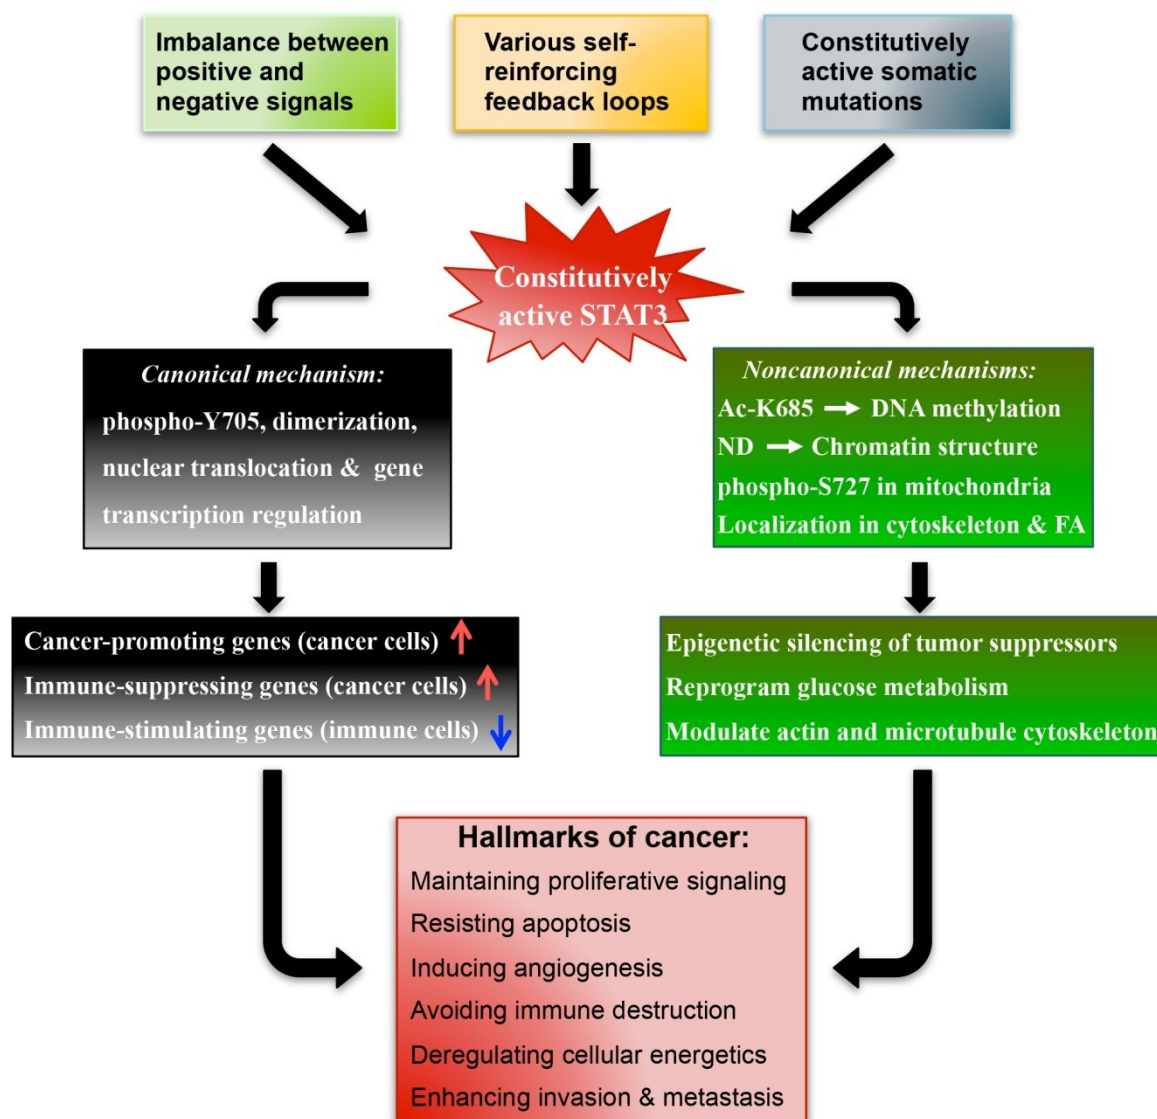 Imbalance between
positive and
negative signals
Various self-
reinforcing
feedback loops
Constitutively
active somatic
mutations
Constitutively
active STAT3
Canonical mechanism:
phospho-Y705, dimerization,
nuclear translocation & gene
transcription regulation
Noncanonical mechanisms:
Ac-K685 → DNA methylation
ND → Chromatin structure
phospho-S727 in mitochondria
Localization in cytoskeleton & FA
Cancer-promoting genes (cancer cells) ↑
Immune-suppressing genes (cancer cells) ↑
Immune-stimulating genes (immune cells) ↓
Epigenetic silencing of tumor suppressors
Reprogram glucose metabolism
Modulate actin and microtubule cytoskeleton
Hallmarks of cancer:
Maintaining proliferative signaling
Resisting apoptosis
Inducing angiogenesis
Avoiding immune destruction
Deregulating cellular energetics
Enhancing invasion & metastasis